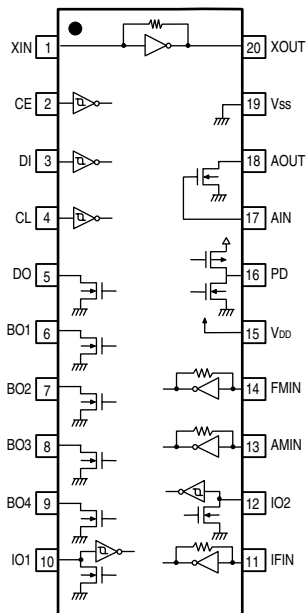 XIN 1 20 XOUT
CE 2 19 Vss
DI 3 18 AOUT
CL 4 17 AIN
DO 5 16 PD
BO1 6 15 VDD
BO2 7 14 FMIN
BO3 8 13 AMIN
BO4 9 12 IO2
IO1 10 11 IFIN